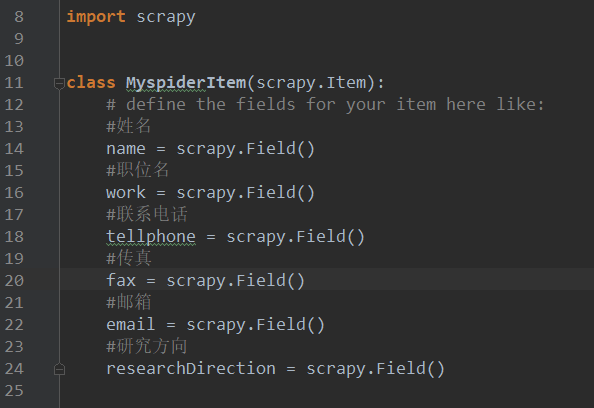 8 import scrapy
9
10
11 class MyspiderItem(scrapy.Item):
12 # define the fields for your item here like:
13 #姓名
14 name = scrapy.Field()
15 #职位名
16 work = scrapy.Field()
17 #联系电话
18 tellphone = scrapy.Field()
19 #传真
20 fax = scrapy.Field()
21 #邮箱
22 email = scrapy.Field()
23 #研究方向
24 researchDirection = scrapy.Field()
25